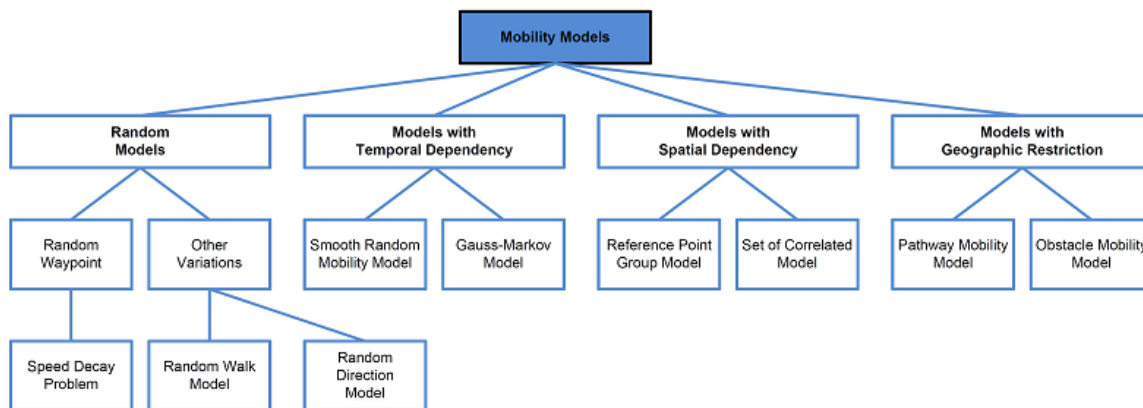 Mobility Models
Random
Models
Models with
Temporal Dependency
Models with
Spatial Dependency
Models with
Geographic Restriction
Random
Waypoint
Other
Variations
Smooth Random
Mobility Model
Gauss-Markov
Model
Reference Point
Group Model
Set of Correlated
Model
Pathway Mobility
Model
Obstacle Mobility
Model
Speed Decay
Problem
Random Walk
Model
Random
Direction
Model